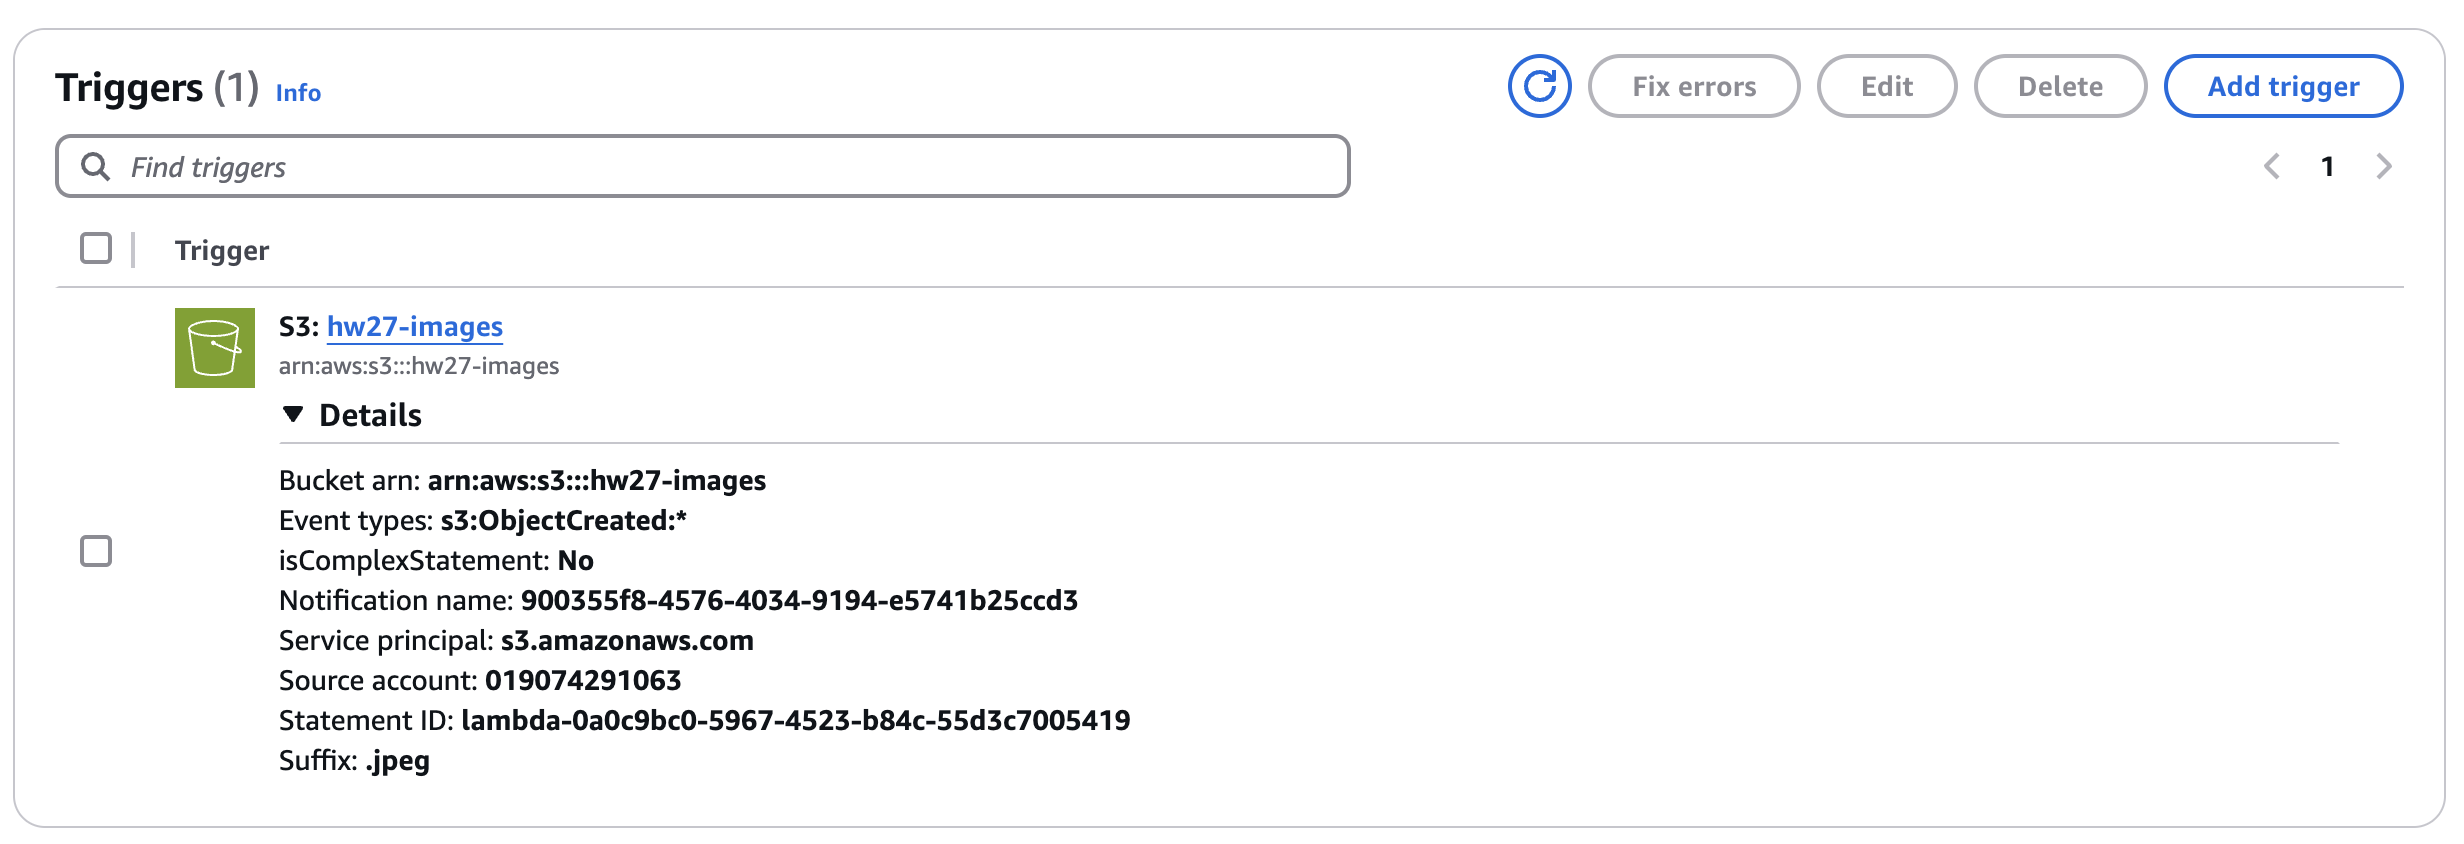 Triggers (1) Info
Fix errors
Edit
Delete
Add trigger
Find triggers
1
Trigger
S3: hw27-images
arn:aws:s3:::hw27-images
Details
Bucket arn: arn:aws:s3:::hw27-images
Event types: s3:ObjectCreated:*
isComplexStatement: No
Notification name: 900355f8-4576-4034-9194-e5741b25ccd3
Service principal: s3.amazonaws.com
Source account: 019074291063
Statement ID: lambda-0a0c9bc0-5967-4523-b84c-55d3c7005419
Suffix: .jpeg